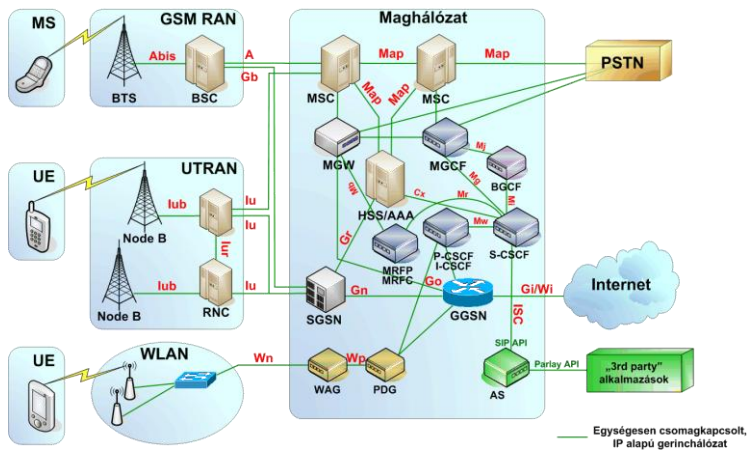 MS
GSM RAN
Maghálózat
Abis
A
Gb
Map
Map
PSTN
BTS
BSC
MSC
MSC
Map
Map
MGW
MGCF
Mj
BGCF
UE
UTRAN
Mb
Mg
Mi
Iub
Iu
Iu
HSS/AAA
Cx
Mr
Mw
Node B
Iur
Gr
MRFP
MRFC
P-CSCF
I-CSCF
S-CSCF
Iub
Iu
Go
Node B
RNC
SGSN
Gn
GGSN
Gi/Wi
Internet
ISC
UE
WLAN
Wn
Wp
SIP API
WAG
PDG
AS
Parlay API
„3rd party”
alkalmazások
Egységesen csomagkapcsolt,
IP alapú gerinchálózat